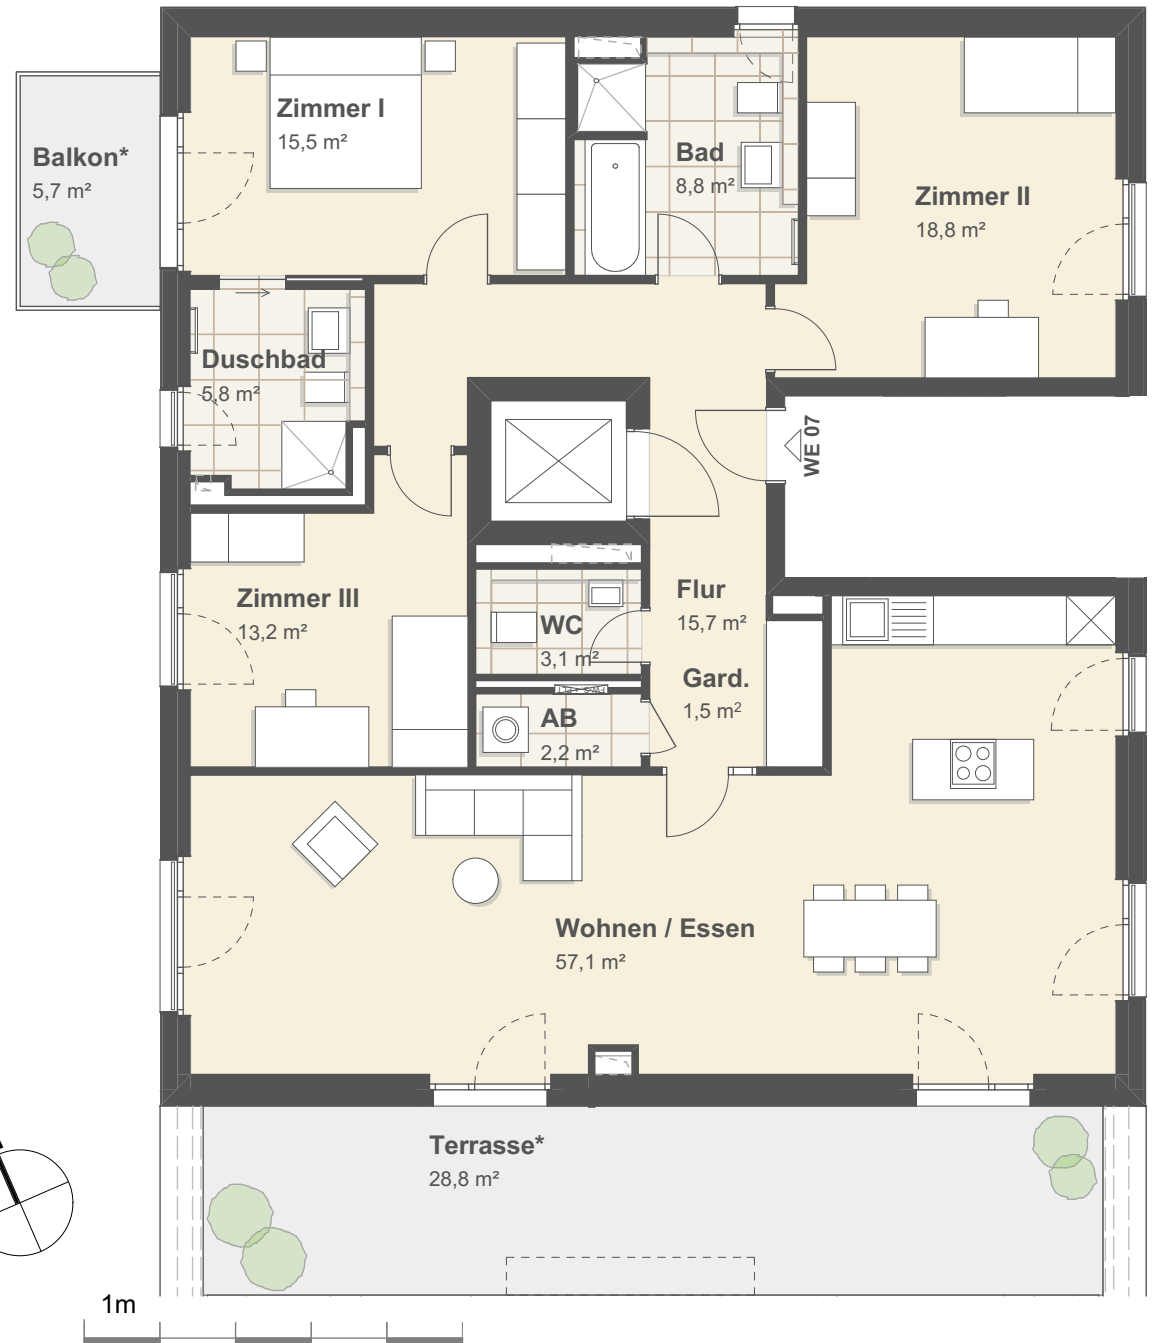 Zimmer I
15,5 m²
Balkon*
5,7 m²
Bad
8,8 m²
Zimmer II
18,8 m²
Duschbad
5,8 m²
WE 07
Zimmer III
13,2 m²
Flur
15,7 m²
WC
3,1 m²
Gard.
1,5 m²
AB
2,2 m²
Wohnen / Essen
57,1 m²
Terrasse*
28,8 m²
1m